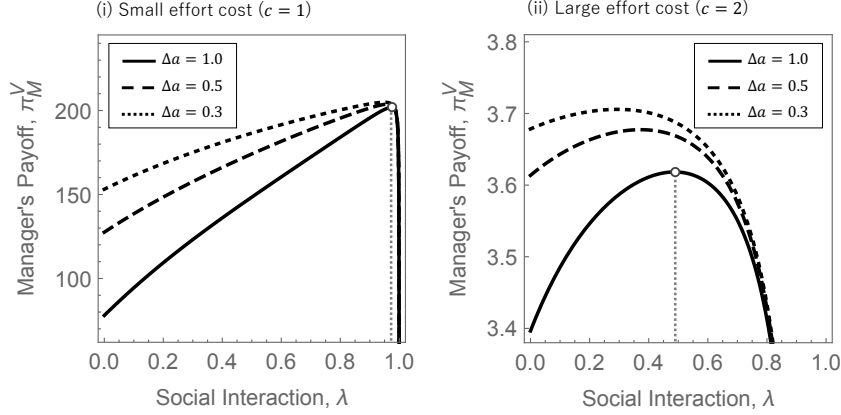 (i) Small effort cost (c = 1)
Manager's Payoff, π_M^V
200
150
100
Δa = 1.0
Δa = 0.5
Δa = 0.3
0.0 0.2 0.4 0.6 0.8 1.0
Social Interaction, λ
(ii) Large effort cost (c = 2)
Manager's Payoff, π_M^V
3.8
3.7
3.6
3.5
3.4
Δa = 1.0
Δa = 0.5
Δa = 0.3
0.0 0.2 0.4 0.6 0.8 1.0
Social Interaction, λ